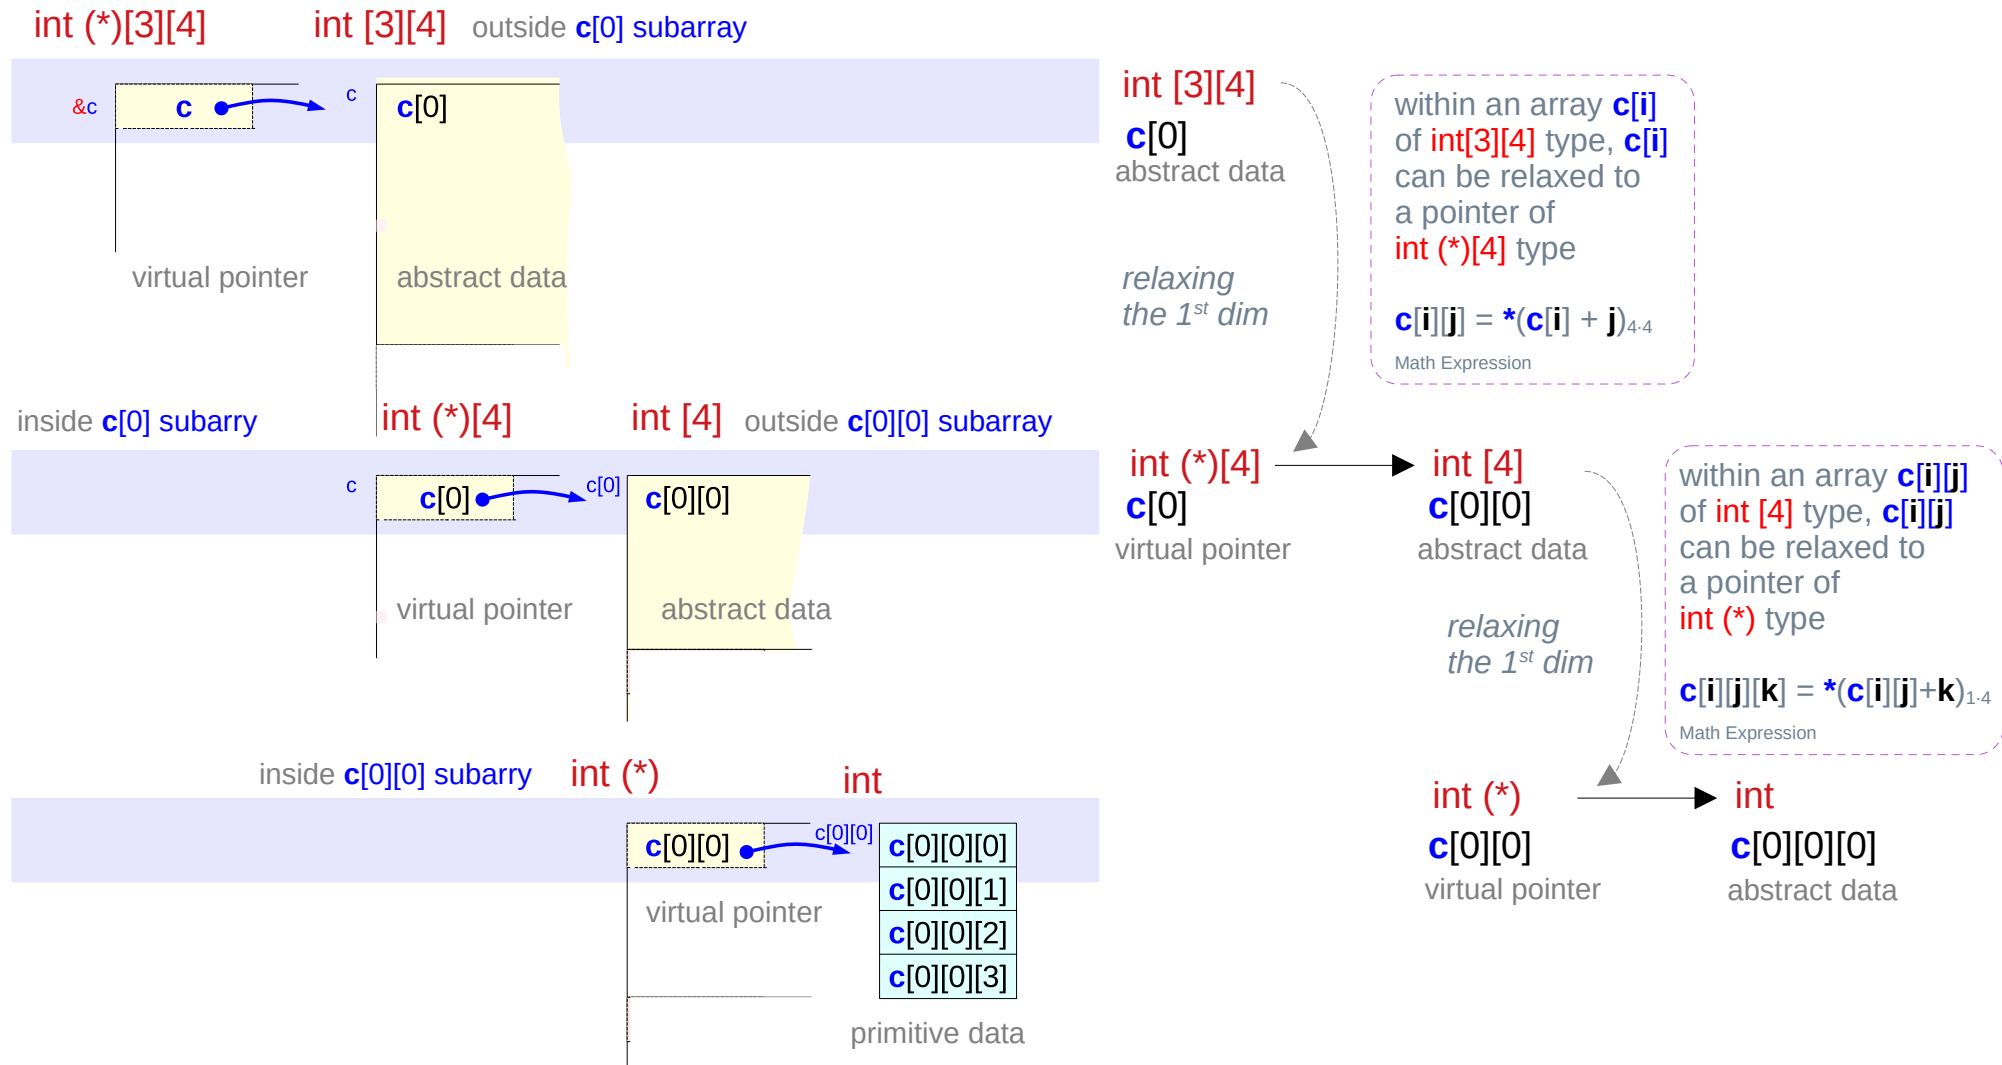 int (*)[3][4]
int [3][4]
outside c[0] subarray
&c
c
c
c[0]
virtual pointer
abstract data
int [3][4]
c[0]
abstract data
relaxing
the 1st dim
within an array c[i]
of int[3][4] type, c[i]
can be relaxed to
a pointer of
int (*)[4] type
c[i][j] = *(c[i] + j)4·4
Math Expression
inside c[0] subarry
int (*)[4]
int [4]
outside c[0][0] subarray
c
c[0]
c[0]
c[0][0]
virtual pointer
abstract data
int (*)[4]
c[0]
virtual pointer
int [4]
c[0][0]
abstract data
relaxing
the 1st dim
within an array c[i][j]
of int [4] type, c[i][j]
can be relaxed to
a pointer of
int (*) type
c[i][j][k] = *(c[i][j]+k)1·4
Math Expression
inside c[0][0] subarry
int (*)
int
c[0][0]
c[0][0]
c[0][0][0]
c[0][0][1]
c[0][0][2]
c[0][0][3]
virtual pointer
primitive data
int (*)
c[0][0]
virtual pointer
int
c[0][0][0]
abstract data